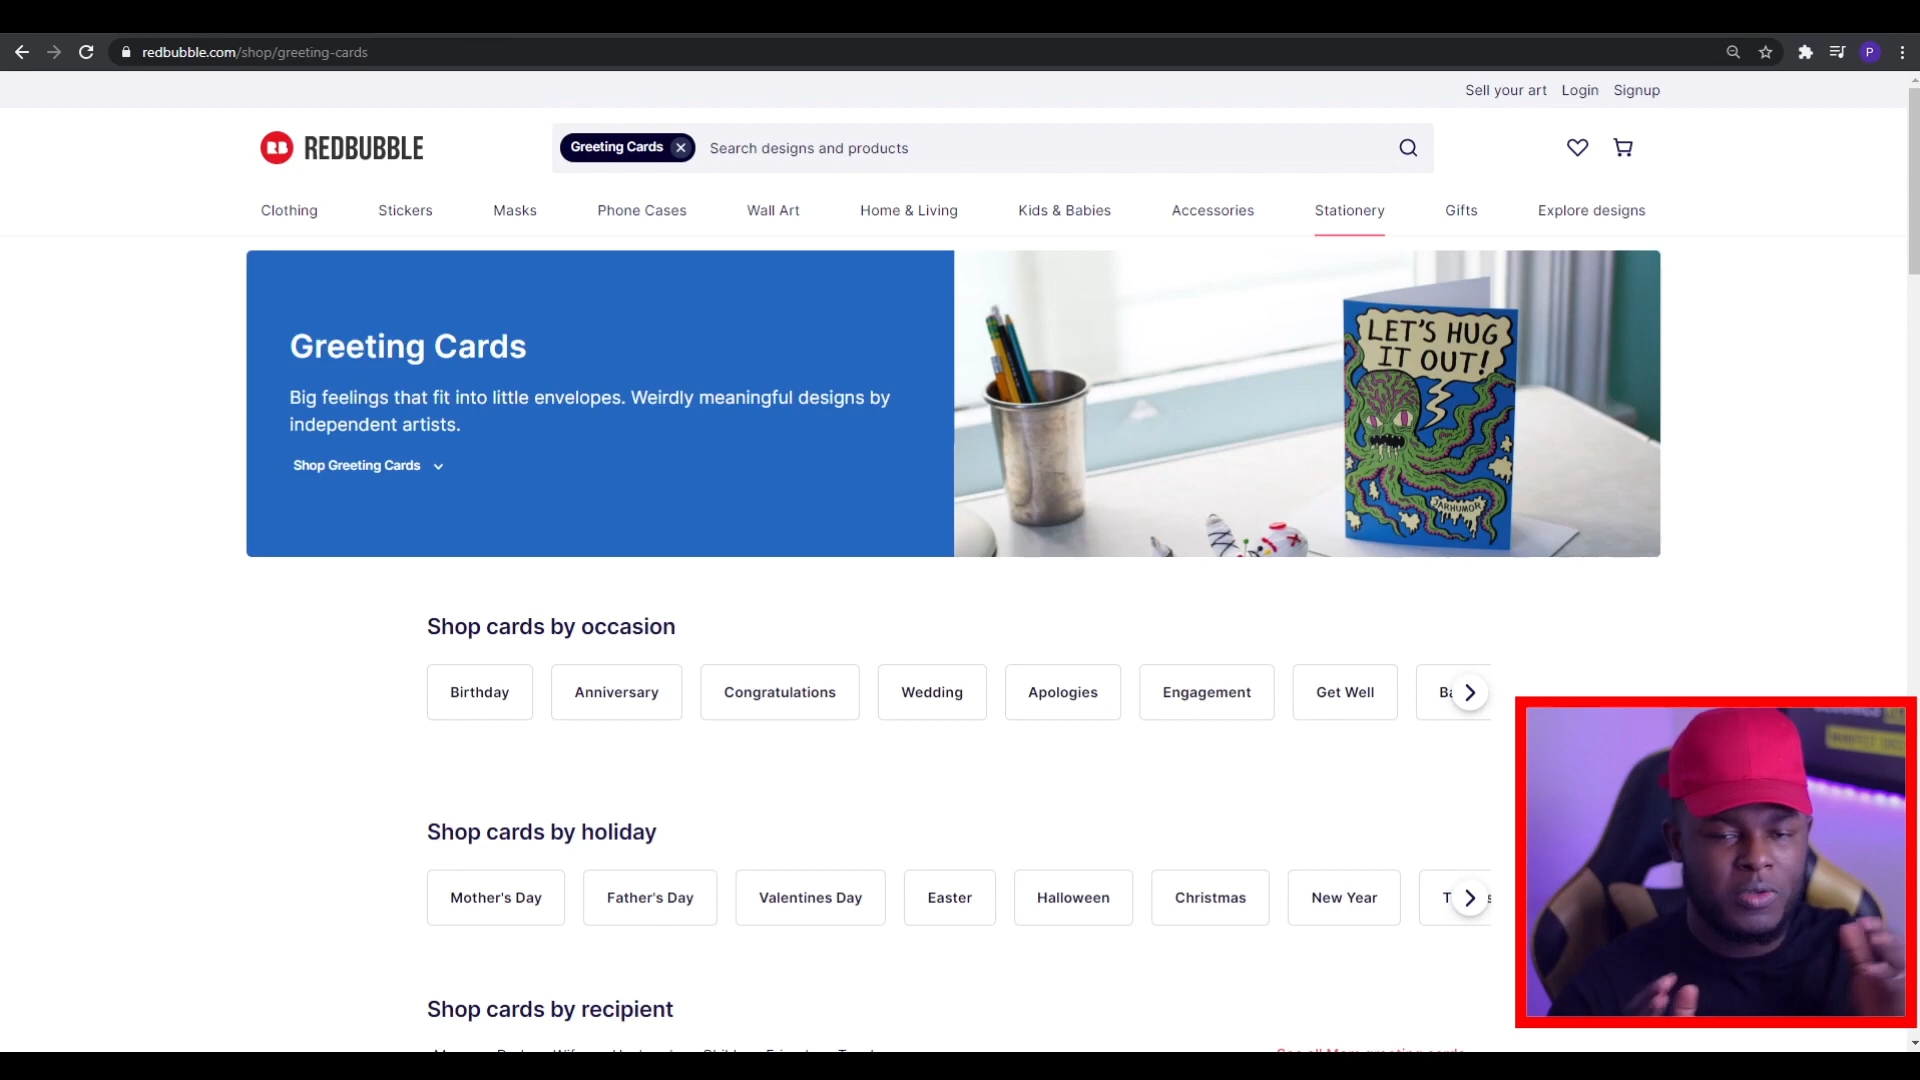 redbubble.com/shop/greeting-cards
P
Sell your art Login Signup
RB REDBUBBLE
Greeting Cards
Search designs and products
Clothing Stickers Masks Phone Cases Wall Art Home & Living Kids & Babies Accessories Stationery Gifts Explore designs
Greeting Cards
Big feelings that fit into little envelopes. Weirdly meaningful designs by
independent artists.
Shop Greeting Cards
LET'S HUG
IT OUT!
JARHUMOR
Shop cards by occasion
Birthday Anniversary Congratulations Wedding Apologies Engagement Get Well
Shop cards by holiday
Mother's Day Father's Day Valentines Day Easter Halloween Christmas New Year
Shop cards by recipient